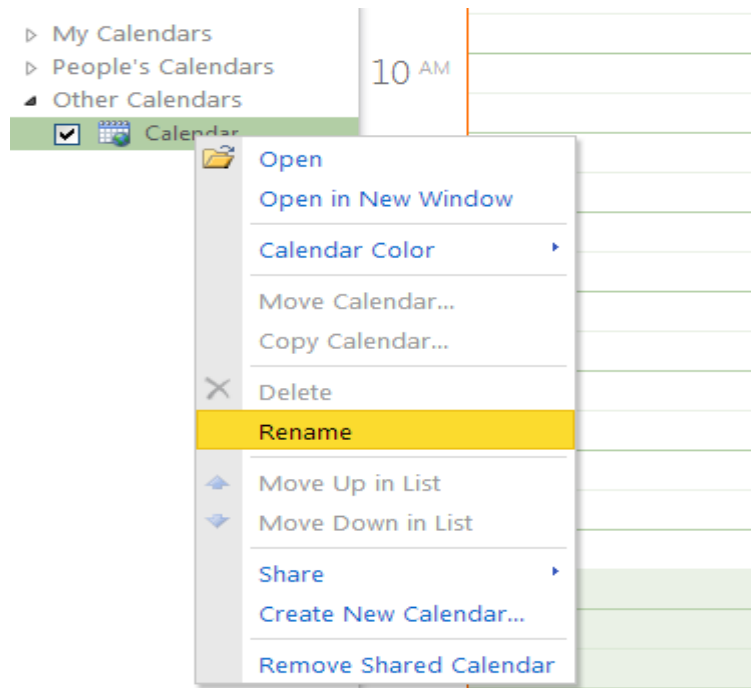 My Calendars
People's Calendars
Other Calendars
Calendar
10 AM
Open
Open in New Window
Calendar Color
Move Calendar...
Copy Calendar...
Delete
Rename
Move Up in List
Move Down in List
Share
Create New Calendar...
Remove Shared Calendar